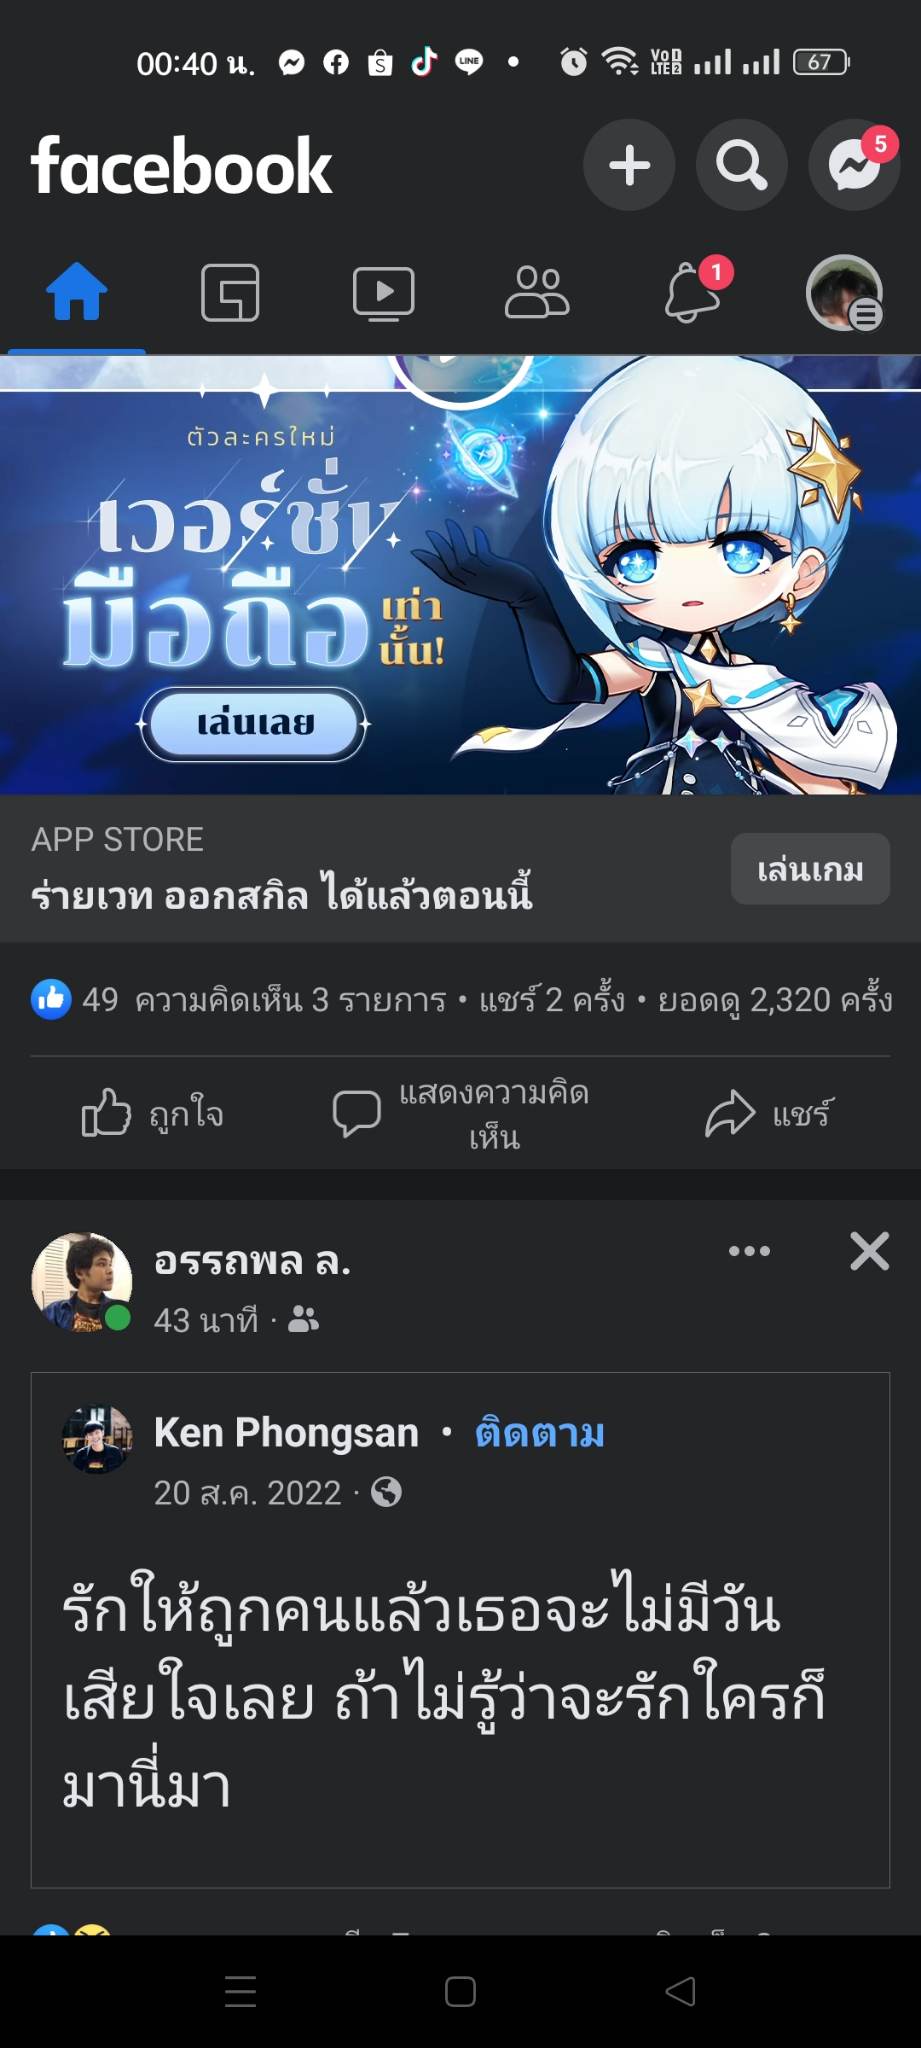 00:40 น.
LINE
VoD LTE2
67
facebook
5
1
ตัวละครใหม่
เวอร์ชั่น
มือถือ
เท่านั้น!
เล่นเลย
APP STORE
ร่ายเวท ออกสกิล ได้แล้วตอนนี้
เล่นเกม
49 ความคิดเห็น 3 รายการ • แชร์ 2 ครั้ง • ยอดดู 2,320 ครั้ง
ถูกใจ
แสดงความคิด
เห็น
แชร์
อรรถพล ล.
43 นาที ·
Ken Phongsan • ติดตาม
20 ส.ค. 2022 ·
รักให้ถูกคนแล้วเธอจะไม่มีวัน
เสียใจเลย ถ้าไม่รู้ว่าจะรักใครก็
มานี่มา